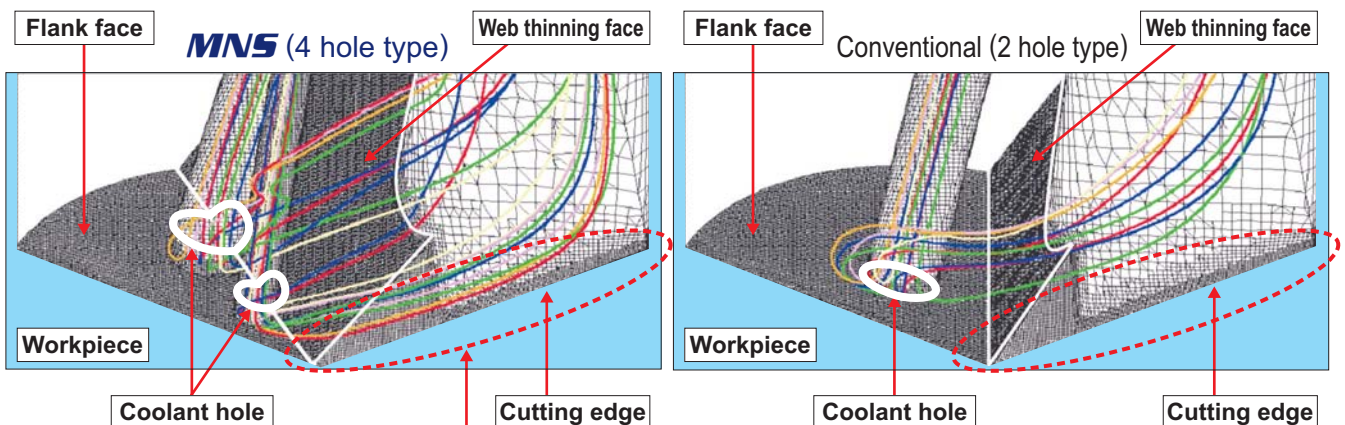 Flank face
MNS (4 hole type)
Web thinning face
Workpiece
Coolant hole
Cutting edge
Flank face
Conventional (2 hole type)
Web thinning face
Workpiece
Coolant hole
Cutting edge